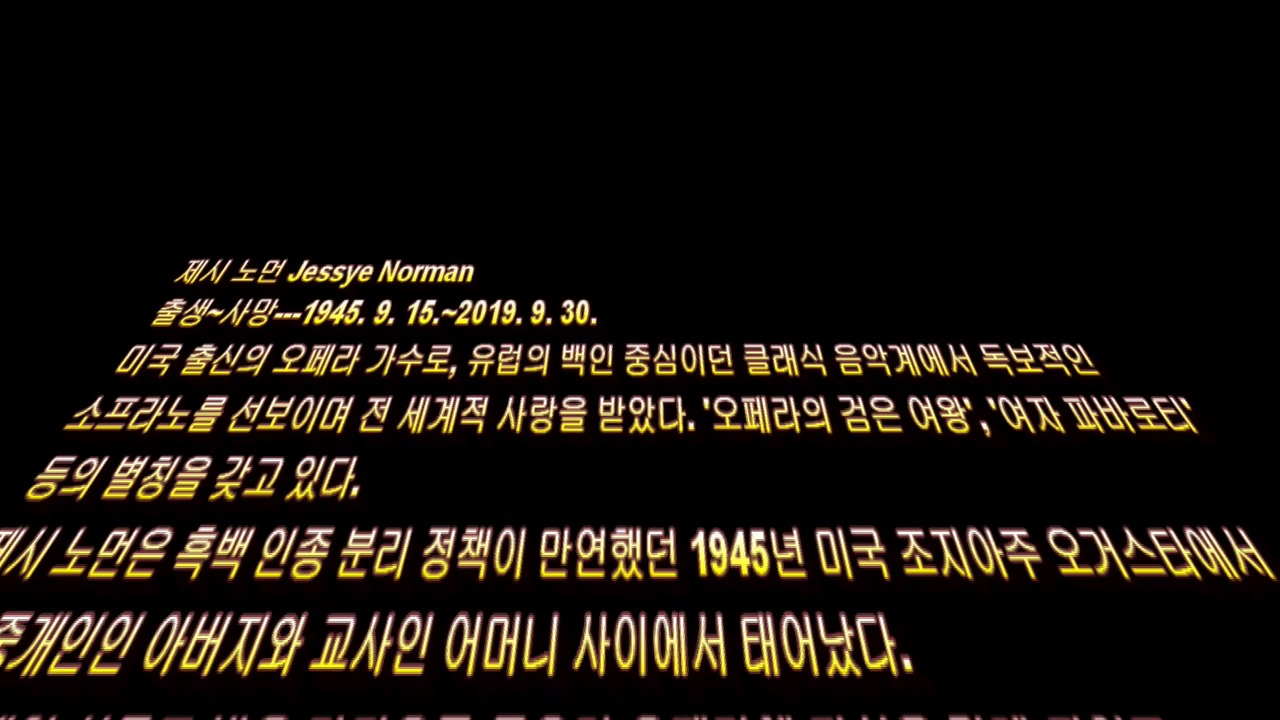 제시 노먼 Jessye Norman
출생~사망---1945. 9. 15.~2019. 9. 30.
미국 출신의 오페라 가수로, 유럽의 백인 중심이던 클래식 음악계에서 독보적인
소프라노를 선보이며 전 세계적 사랑을 받았다. '오페라의 검은 여왕' ,'여자 파바로티'
등의 별칭을 갖고 있다.
제시 노먼은 흑백 인종 분리 정책이 만연했던 1945년 미국 조지아주 오거스타에서
중개인인 아버지와 교사인 어머니 사이에서 태어났다.